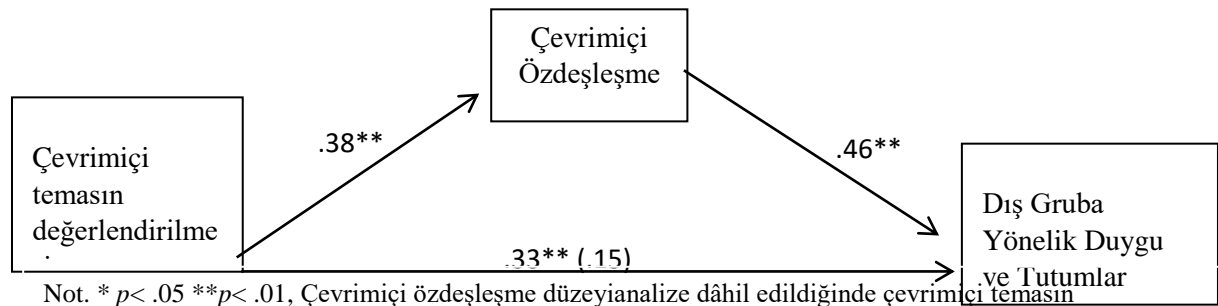 Çevrimiçi
Özdeşleşme
.38**
.46**
Çevrimiçi
temasın
değerlendirilme
Dış Gruba
Yönelik Duygu
ve Tutumlar
.33** (.15)
Not. * p< .05 **p< .01, Çevrimiçi özdeşleşme düzeyianalize dâhil edildiğinde çevrimiçi temasın